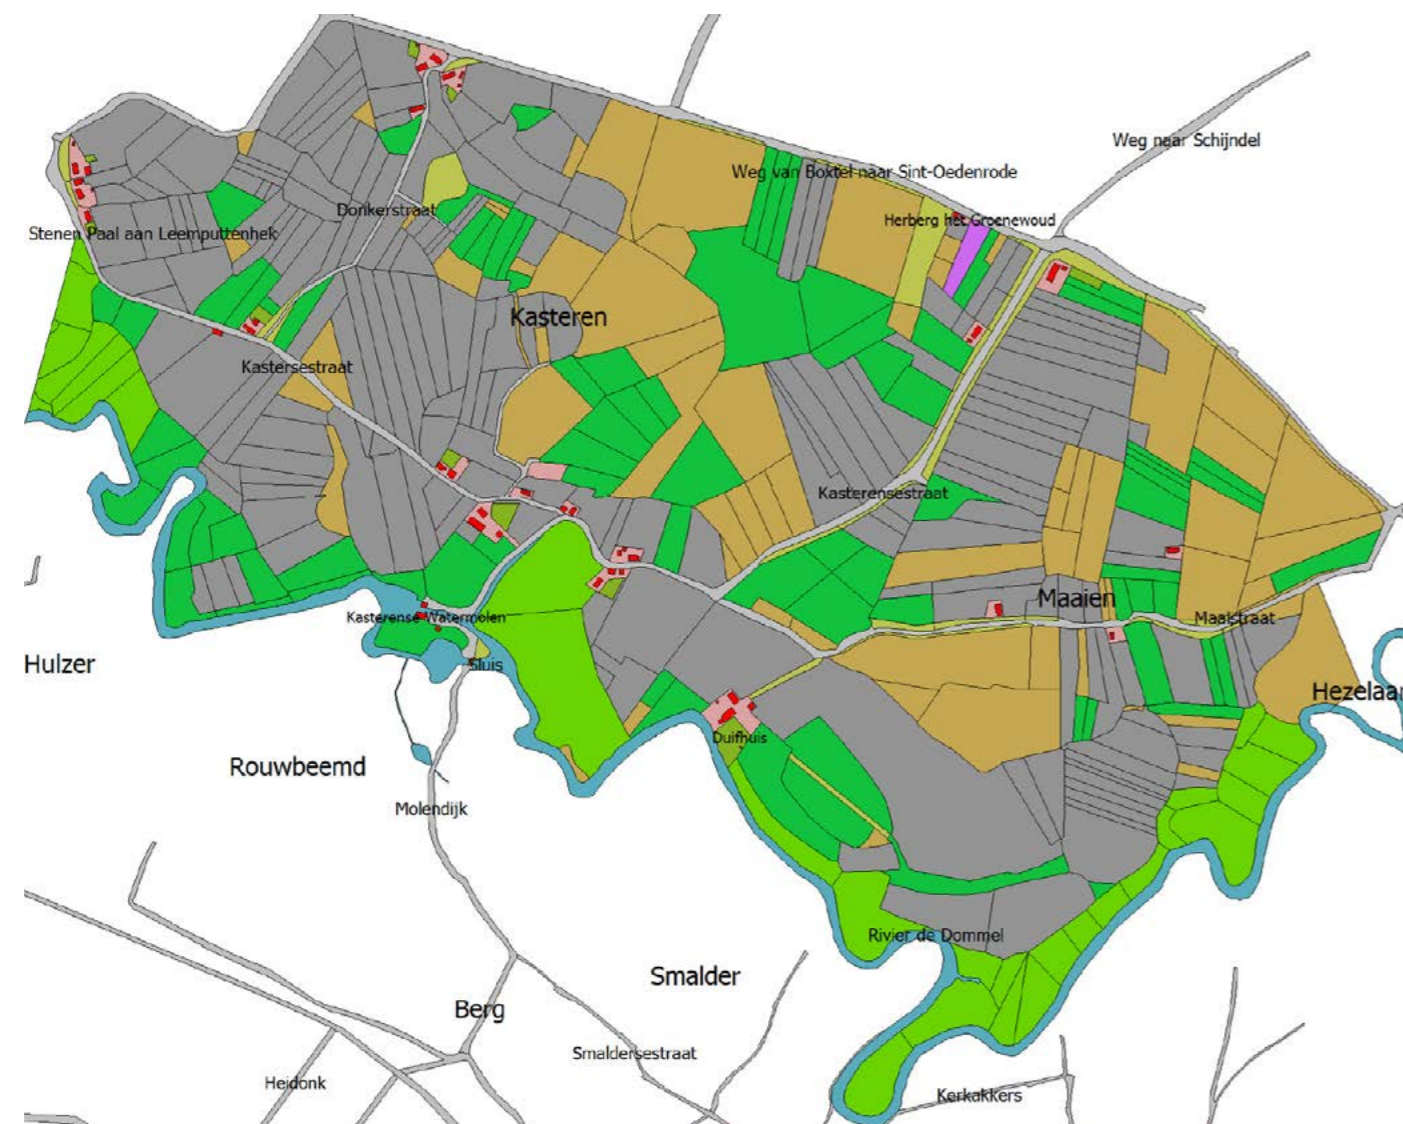 Weg naar Schijndel
Weg van Boxtel naar Sint-Oedenrode
Donkerstraat
Herberg het Groenewoud
Stenen Paal aan Leemputtenhek
Kasteren
Kastersestraat
Kasterensestraat
Maaien
Kasterense Watermolen
Maaistraat
Hulzer
Sluis
Hezelaar
Duifhuis
Rouwbeemd
Molendijk
Rivier de Dommel
Smalder
Berg
Smaldersestraat
Heidonk
Kerkakkers